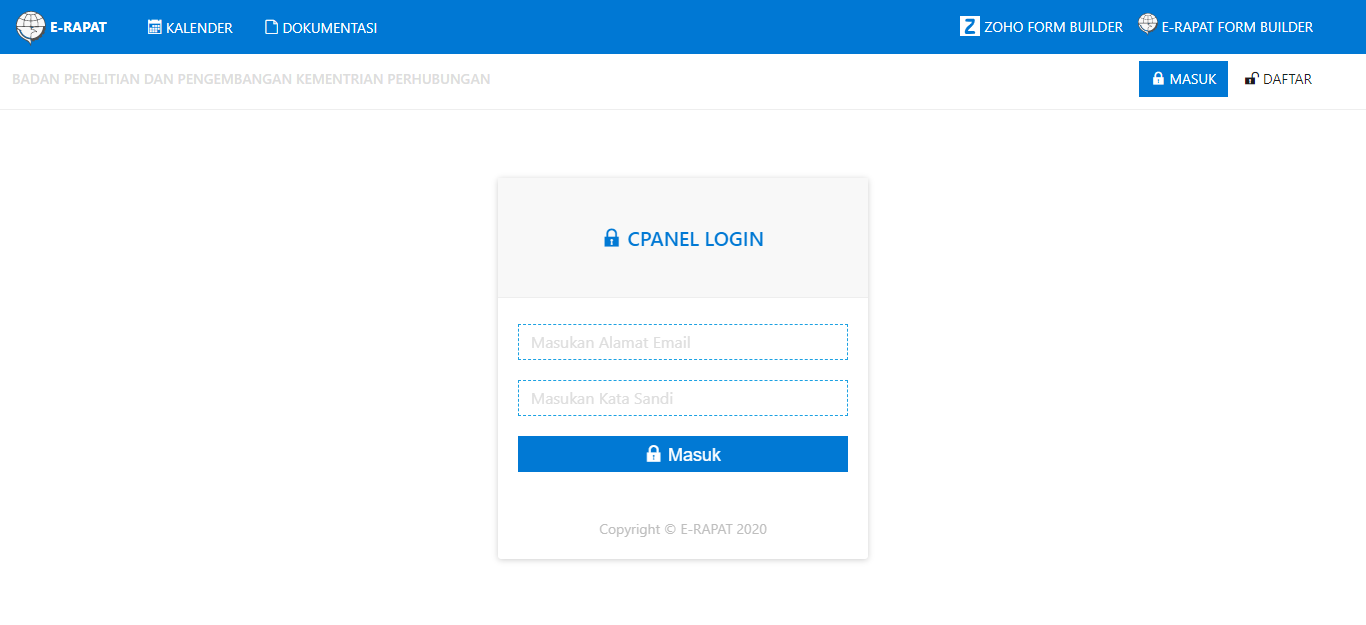 E-RAPAT KALENDER DOKUMENTASI Z ZOHO FORM BUILDER E-RAPAT FORM BUILDER
BADAN PENELITIAN DAN PENGEMBANGAN KEMENTRIAN PERHUBUNGAN MASUK DAFTAR
CPANEL LOGIN
Masukan Alamat Email
Masukan Kata Sandi
Masuk
Copyright © E-RAPAT 2020